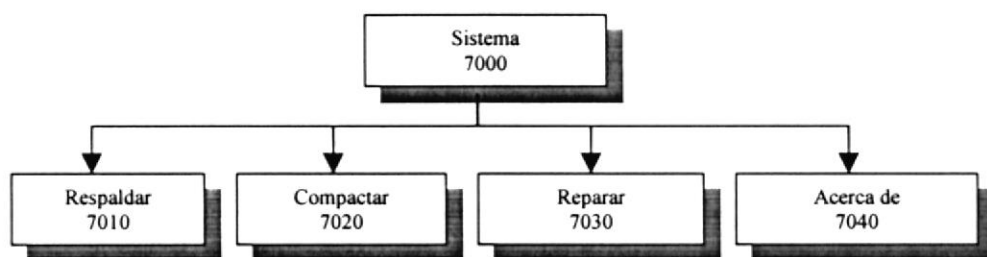 Sistema
7000
Respaldar
7010
Compactar
7020
Reparar
7030
Acerca de
7040